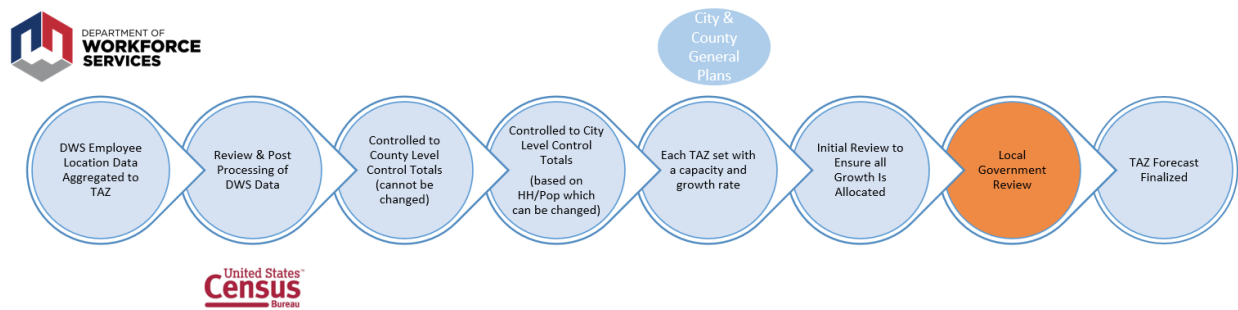 DEPARTMENT OF
WORKFORCE
SERVICES
City &
County
General
Plans
DWS Employee
Location Data
Aggregated to
TAZ
Review & Post
Processing of
DWS Data
Controlled to
County Level
Control Totals
(cannot be
changed)
Controlled to City
Level Control
Totals
(based on
HH/Pop which
can be changed)
Each TAZ set with
a capacity and
growth rate
Initial Review to
Ensure all
Growth Is
Allocated
Local
Government
Review
TAZ Forecast
Finalized
United States™
Census
Bureau